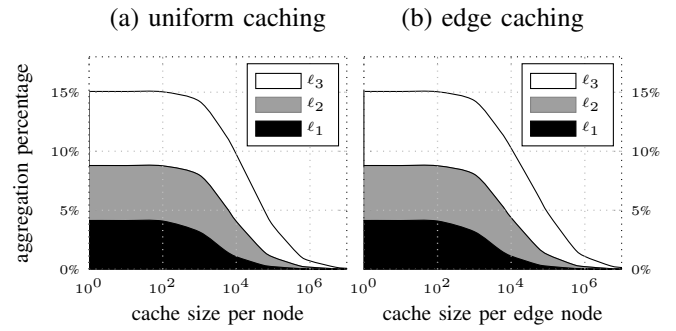 (a) uniform caching
(b) edge caching
aggregation percentage
15%
10%
5%
0%
ℓ3
ℓ2
ℓ1
10^0 10^2 10^4 10^6
cache size per node
ℓ3
ℓ2
ℓ1
15%
10%
5%
0%
10^0 10^2 10^4 10^6
cache size per edge node